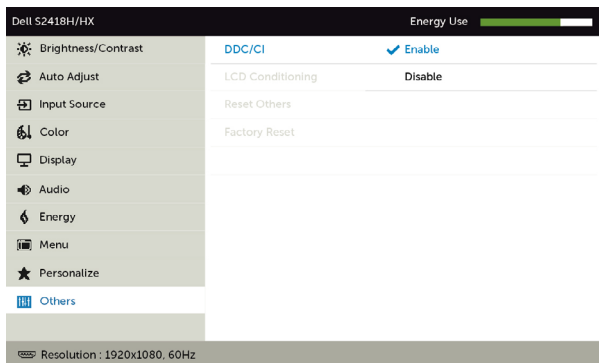 Dell S2418H/HX Energy Use
Brightness/Contrast DDC/CI Enable
Auto Adjust LCD Conditioning Disable
Input Source Reset Others
Color Factory Reset
Display
Audio
Energy
Menu
Personalize
Others
Resolution : 1920x1080, 60Hz